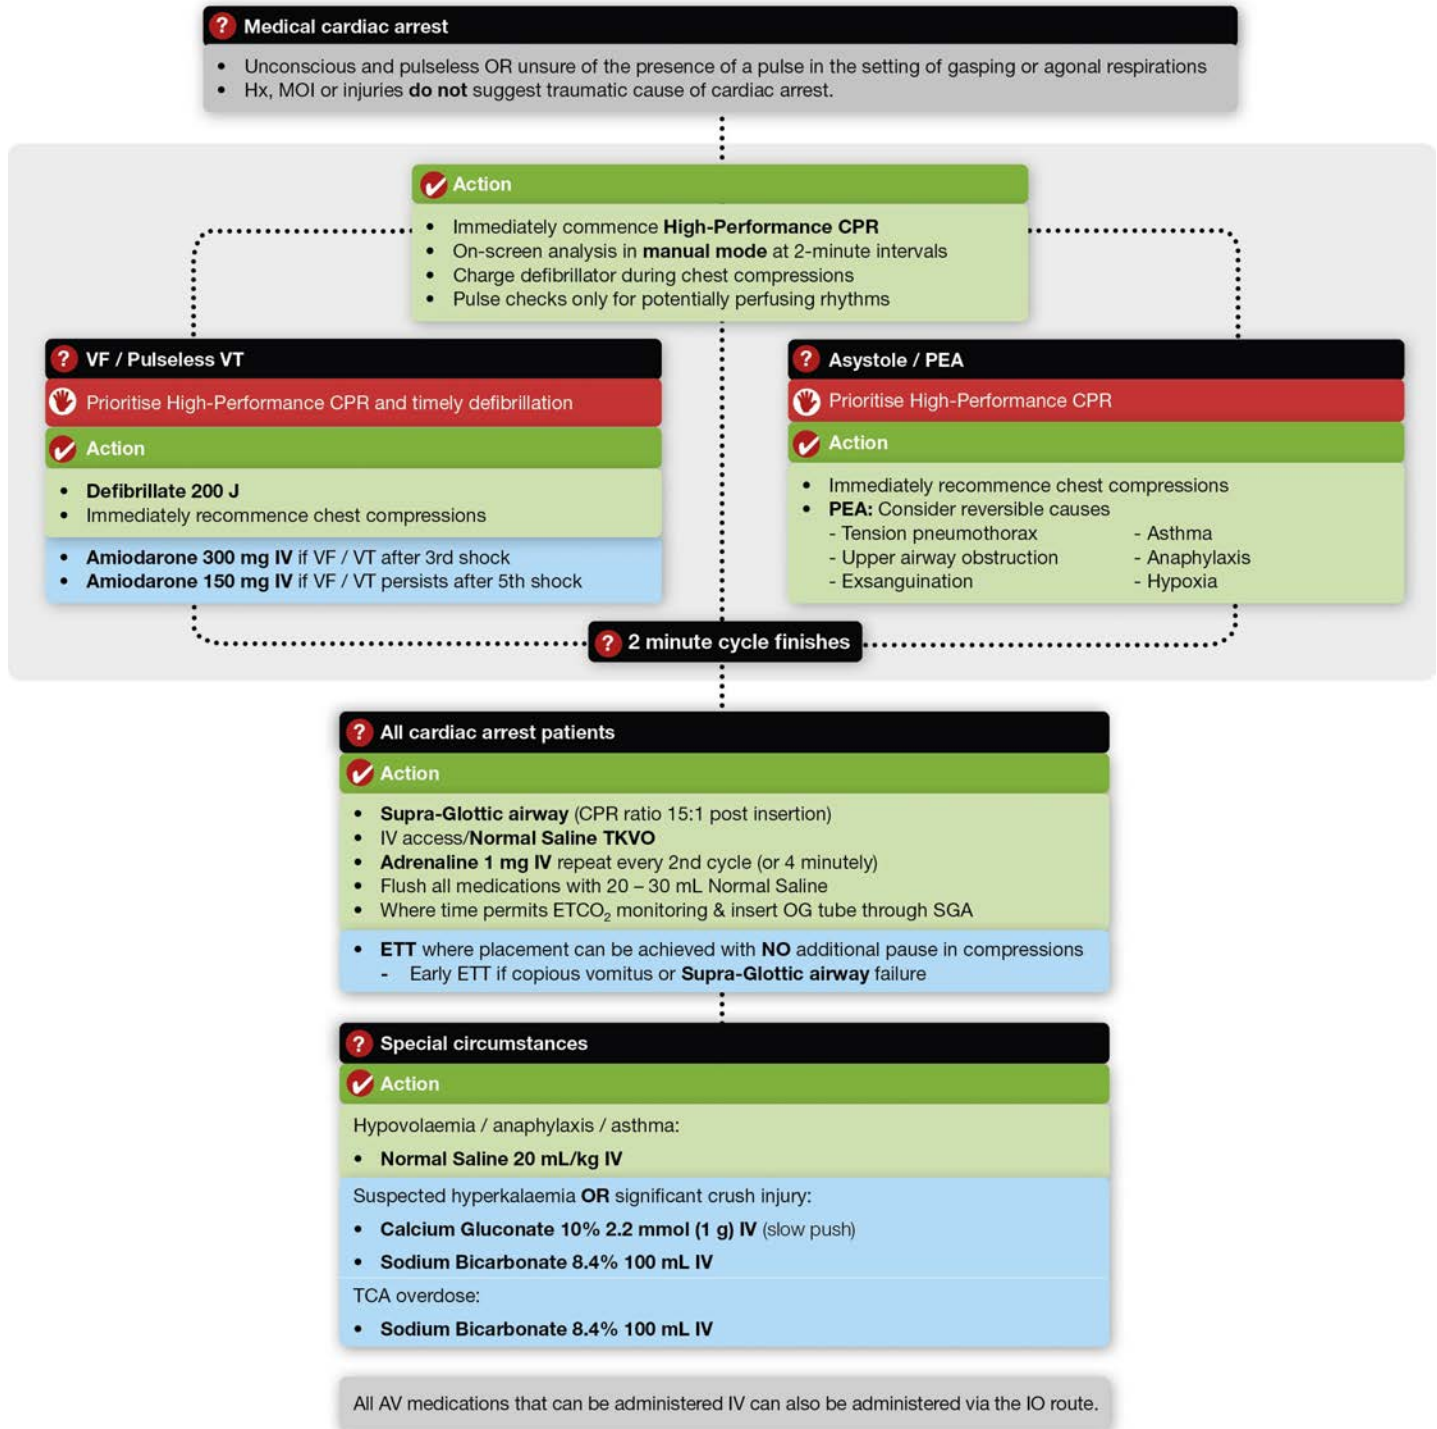 Medical cardiac arrest
• Unconscious and pulseless OR unsure of the presence of a pulse in the setting of gasping or agonal respirations
• Hx, MOI or injuries do not suggest traumatic cause of cardiac arrest.
Action
• Immediately commence High-Performance CPR
• On-screen analysis in manual mode at 2-minute intervals
• Charge defibrillator during chest compressions
• Pulse checks only for potentially perfusing rhythms
VF / Pulseless VT
Prioritise High-Performance CPR and timely defibrillation
Action
• Defibrillate 200 J
• Immediately recommence chest compressions
• Amiodarone 300 mg IV if VF / VT after 3rd shock
• Amiodarone 150 mg IV if VF / VT persists after 5th shock
Asystole / PEA
Prioritise High-Performance CPR
Action
• Immediately recommence chest compressions
• PEA: Consider reversible causes
- Tension pneumothorax - Asthma
- Upper airway obstruction - Anaphylaxis
- Exsanguination - Hypoxia
2 minute cycle finishes
All cardiac arrest patients
Action
• Supra-Glottic airway (CPR ratio 15:1 post insertion)
• IV access/Normal Saline TKVO
• Adrenaline 1 mg IV repeat every 2nd cycle (or 4 minutely)
• Flush all medications with 20 – 30 mL Normal Saline
• Where time permits ETCO₂ monitoring & insert OG tube through SGA
• ETT where placement can be achieved with NO additional pause in compressions
- Early ETT if copious vomitus or Supra-Glottic airway failure
Special circumstances
Action
Hypovolaemia / anaphylaxis / asthma:
• Normal Saline 20 mL/kg IV
Suspected hyperkalaemia OR significant crush injury:
• Calcium Gluconate 10% 2.2 mmol (1 g) IV (slow push)
• Sodium Bicarbonate 8.4% 100 mL IV
TCA overdose:
• Sodium Bicarbonate 8.4% 100 mL IV
All AV medications that can be administered IV can also be administered via the IO route.